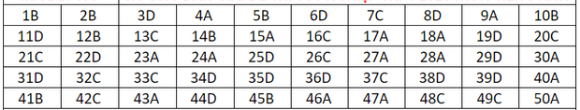 1B 2B 3D 4A 5B 6D 7C 8D 9A 10B
11D 12B 13C 14B 15A 16C 17A 18A 19D 20C
21C 22D 23A 24A 25D 26C 27A 28A 29D 30A
31D 32C 33C 34D 35D 36D 37C 38D 39D 40A
41B 42C 43A 44D 45B 46A 47A 48C 49C 50A